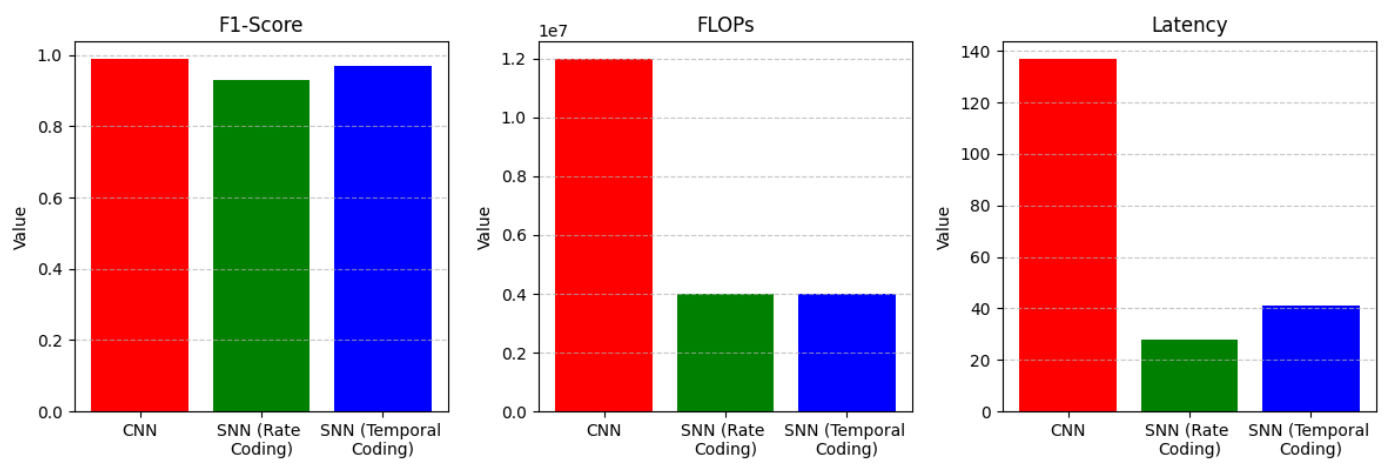 F1-Score
Value
1.0
0.8
0.6
0.4
0.2
0.0
CNN
SNN (Rate
Coding)
SNN (Temporal
Coding)
FLOPs
1e7
Value
1.2
1.0
0.8
0.6
0.4
0.2
0.0
CNN
SNN (Rate
Coding)
SNN (Temporal
Coding)
Latency
Value
140
120
100
80
60
40
20
0
CNN
SNN (Rate
Coding)
SNN (Temporal
Coding)